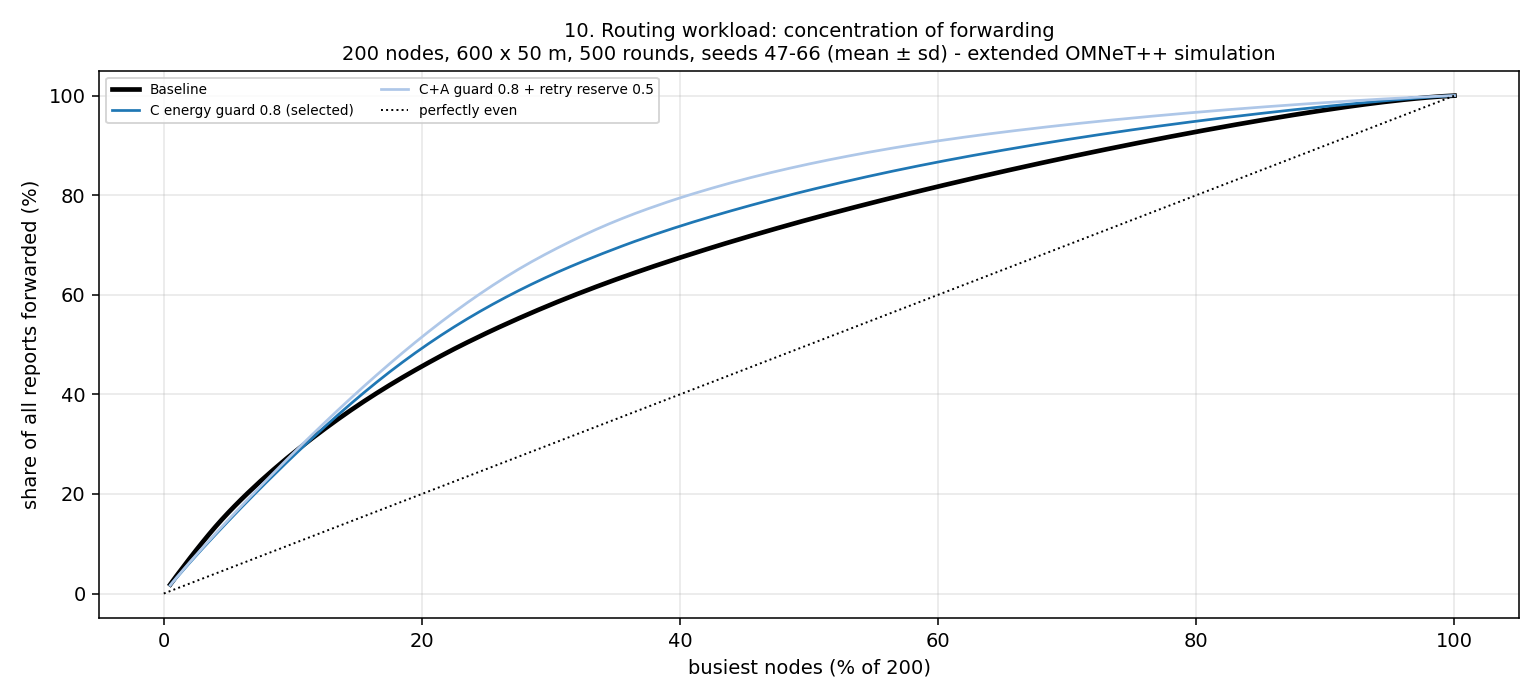 10. Routing workload: concentration of forwarding
200 nodes, 600 x 50 m, 500 rounds, seeds 47-66 (mean ± sd) - extended OMNeT++ simulation
Baseline
C energy guard 0.8 (selected)
C+A guard 0.8 + retry reserve 0.5
perfectly even
share of all reports forwarded (%)
100
80
60
40
20
0
0 20 40 60 80 100
busiest nodes (% of 200)